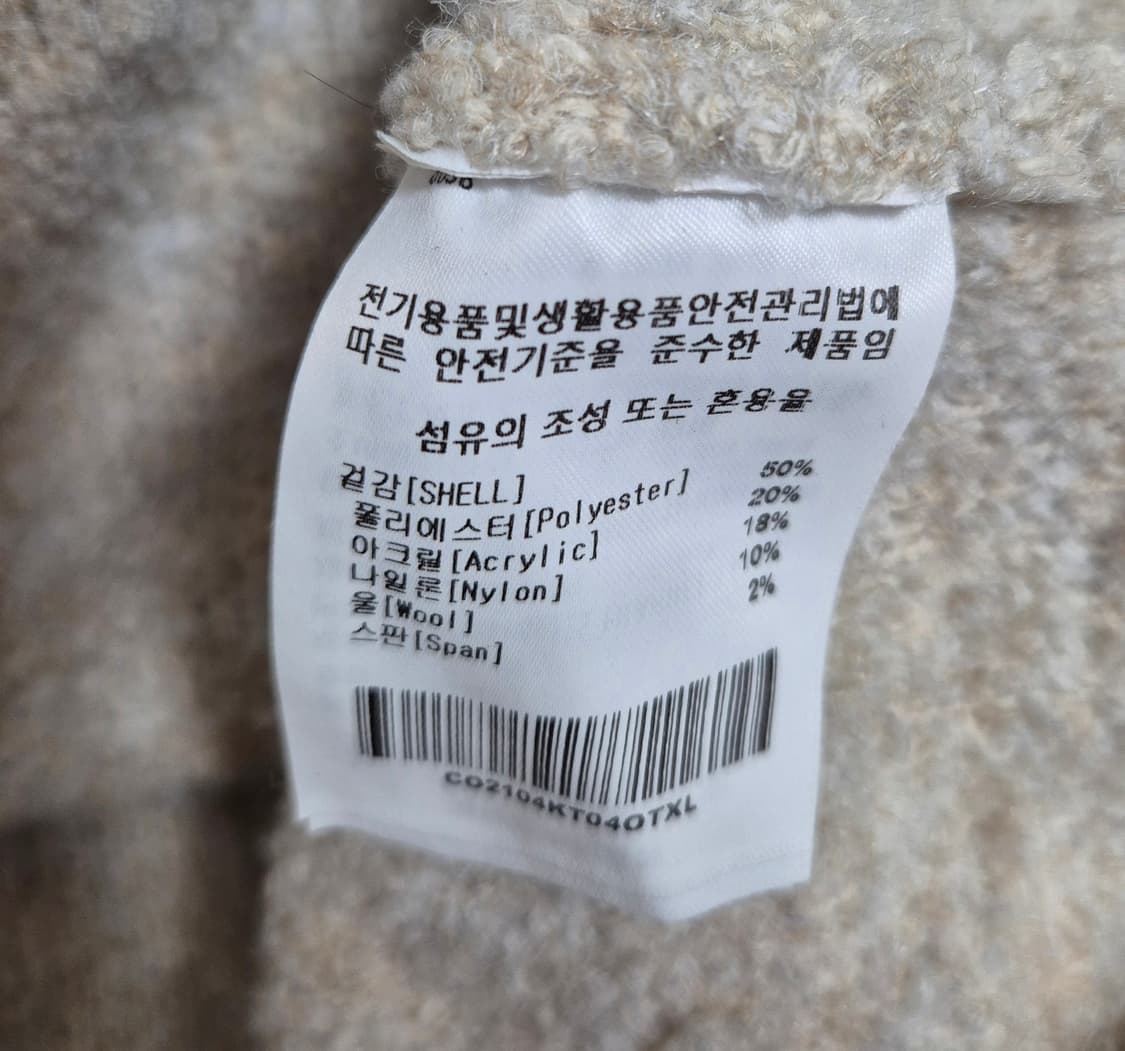 전기용품및생활용품안전관리법에
따른 안전기준을 준수한 제품임
섬유의 조성 또는 혼용율
겉감[SHELL]
폴리에스터[Polyester] 50%
아크릴[Acrylic] 20%
나일론[Nylon] 18%
울[Wool] 10%
스판[Span] 2%
CO2104KT04OTXL